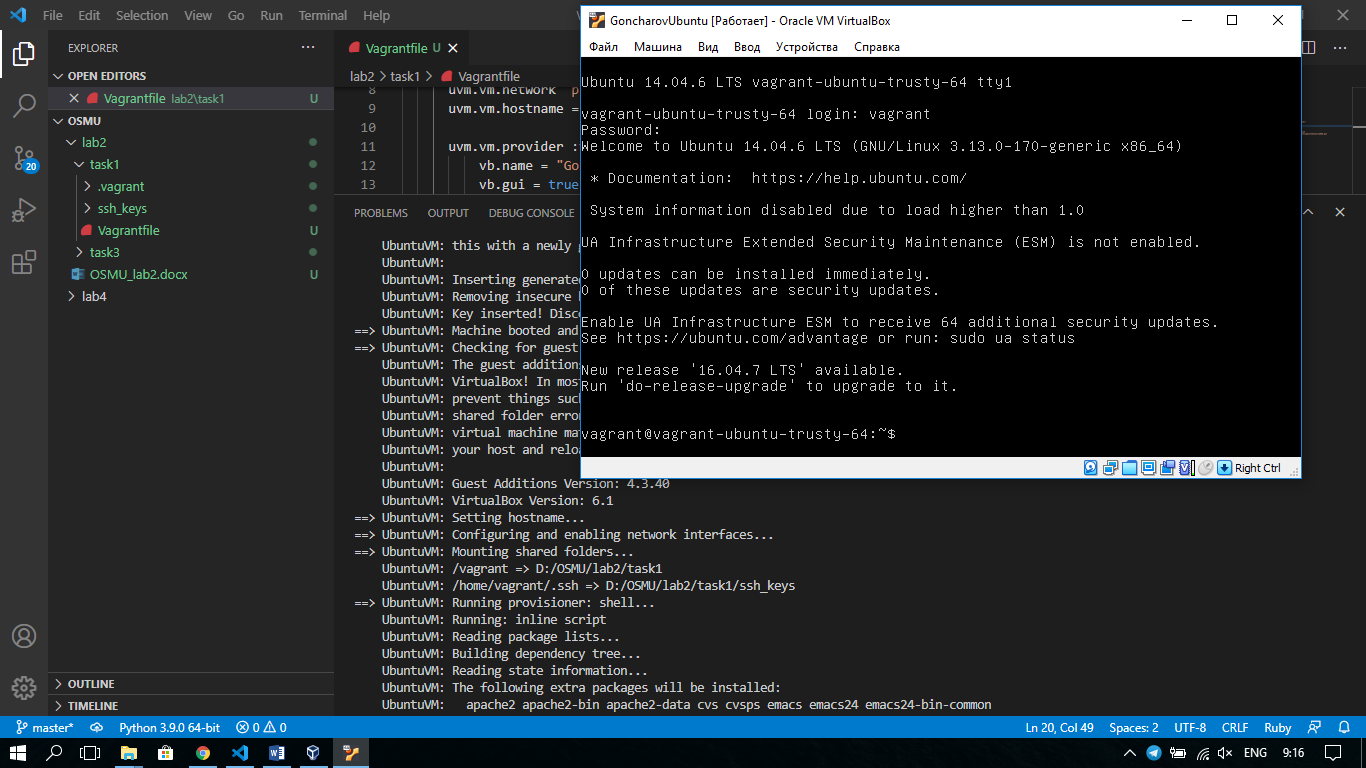 File Edit Selection View Go Run Terminal Help
EXPLORER
OPEN EDITORS
Vagrantfile lab2\task1 U
OSMU
lab2
task1
.vagrant
ssh_keys
Vagrantfile U
task3
OSMU_lab2.docx U
lab4
OUTLINE
TIMELINE
20
Vagrantfile U
lab2 > task1 > Vagrantfile
8 uvm.vm.network
9 uvm.vm.hostname =
10
11 uvm.vm.provider :
12 vb.name = "Go
13 vb.gui = true
PROBLEMS OUTPUT DEBUG CONSOLE
UbuntuVM: this with a newly
UbuntuVM:
UbuntuVM: Inserting generated
UbuntuVM: Removing insecure
UbuntuVM: Key inserted! Disc
==> UbuntuVM: Machine booted and
==> UbuntuVM: Checking for guest
UbuntuVM: The guest additions
UbuntuVM: VirtualBox! In most
UbuntuVM: prevent things such
UbuntuVM: shared folder erro
UbuntuVM: virtual machine ma
UbuntuVM: your host and reloa
UbuntuVM:
UbuntuVM: Guest Additions Version: 4.3.40
UbuntuVM: VirtualBox Version: 6.1
==> UbuntuVM: Setting hostname...
==> UbuntuVM: Configuring and enabling network interfaces...
==> UbuntuVM: Mounting shared folders...
UbuntuVM: /vagrant => D:/OSMU/lab2/task1
UbuntuVM: /home/vagrant/.ssh => D:/OSMU/lab2/task1/ssh_keys
==> UbuntuVM: Running provisioner: shell...
UbuntuVM: Running: inline script
UbuntuVM: Reading package lists...
UbuntuVM: Building dependency tree...
UbuntuVM: Reading state information...
UbuntuVM: The following extra packages will be installed:
UbuntuVM: apache2 apache2-bin apache2-data cvs cvsps emacs emacs24 emacs24-bin-common
GoncharovUbuntu [Работает] - Oracle VM VirtualBox
Файл Машина Вид Ввод Устройства Справка
Ubuntu 14.04.6 LTS vagrant-ubuntu-trusty-64 tty1
vagrant-ubuntu-trusty-64 login: vagrant
Password:
Welcome to Ubuntu 14.04.6 LTS (GNU/Linux 3.13.0-170-generic x86_64)
* Documentation: https://help.ubuntu.com/
System information disabled due to load higher than 1.0
UA Infrastructure Extended Security Maintenance (ESM) is not enabled.
0 updates can be installed immediately.
0 of these updates are security updates.
Enable UA Infrastructure ESM to receive 64 additional security updates.
See https://ubuntu.com/advantage or run: sudo ua status
New release '16.04.7 LTS' available.
Run 'do-release-upgrade' to upgrade to it.
vagrant@vagrant-ubuntu-trusty-64:~$
Right Ctrl
master* Python 3.9.0 64-bit 0 0 Ln 20, Col 49 Spaces: 2 UTF-8 CRLF Ruby
ENG 9:16